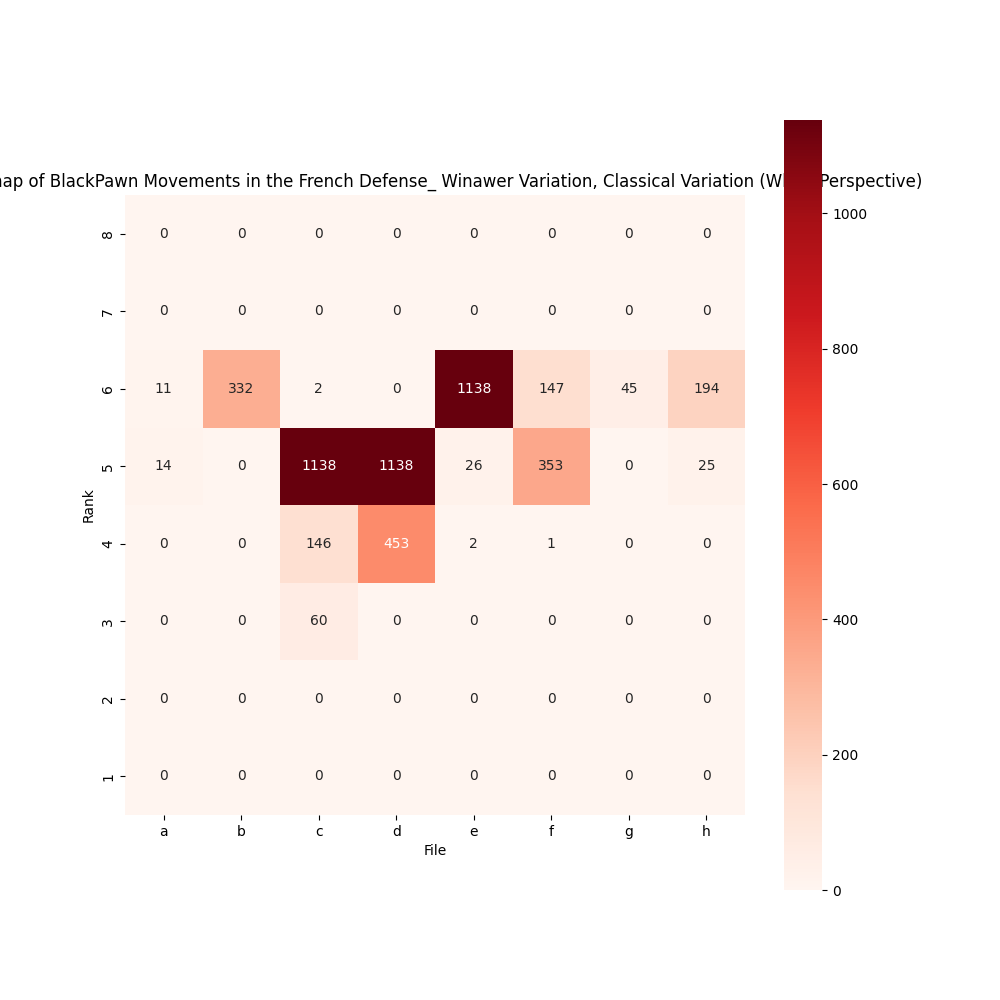 ap of BlackPawn Movements in the French Defense_ Winawer Variation, Classical Variation (W Perspective)
8 0 0 0 0 0 0 0 0
7 0 0 0 0 0 0 0 0
6 11 332 2 0 1138 147 45 194
5 14 0 1138 1138 26 353 0 25
4 0 0 146 453 2 1 0 0
3 0 0 60 0 0 0 0 0
2 0 0 0 0 0 0 0 0
1 0 0 0 0 0 0 0 0
a b c d e f g h
File
Rank
1000
800
600
400
200
0